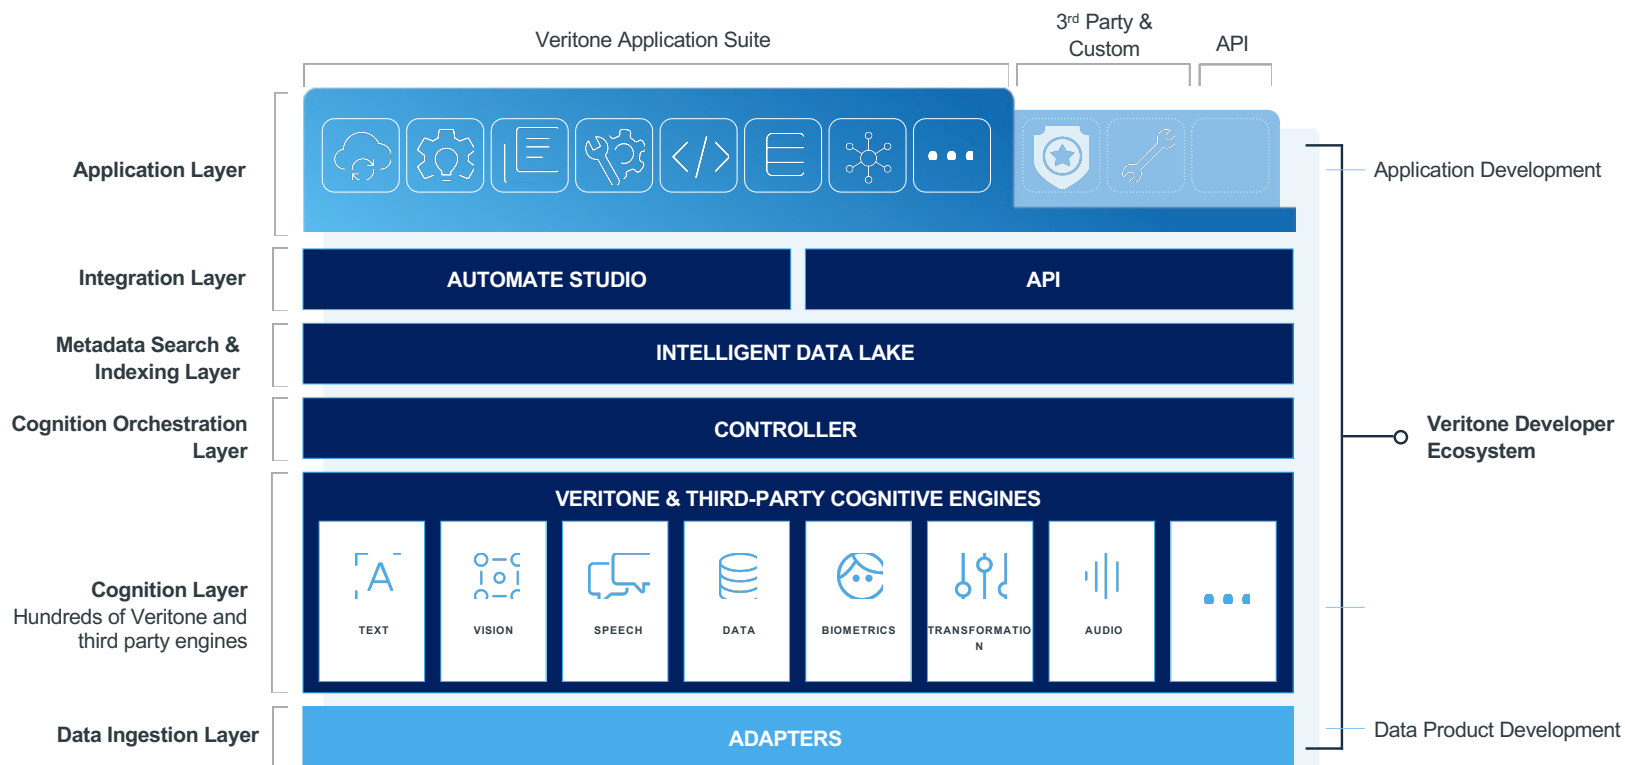 Veritone Application Suite
3rd Party &
Custom
API
Application Layer
Application Development
Integration Layer
AUTOMATE STUDIO
API
Metadata Search &
Indexing Layer
INTELLIGENT DATA LAKE
Cognition Orchestration
Layer
CONTROLLER
Veritone Developer
Ecosystem
VERITONE & THIRD-PARTY COGNITIVE ENGINES
Cognition Layer
Hundreds of Veritone and
third party engines
A
TEXT
VISION
SPEECH
DATA
BIOMETRICS
TRANSFORMATIO
N
AUDIO
Data Ingestion Layer
ADAPTERS
Data Product Development